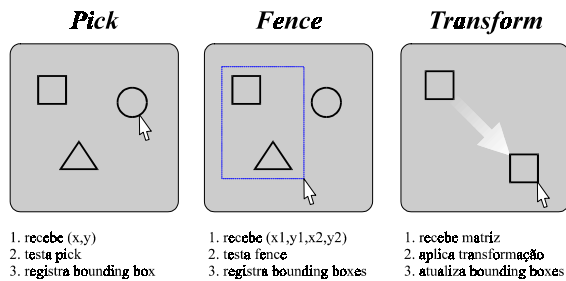 Pick
Fence
Transform
1. recebe (x,y)
2. testa pick
3. registra bounding box
1. recebe (x1,y1,x2,y2)
2. testa fence
3. registra bounding boxes
1. recebe matriz
2. aplica transformação
3. atualiza bounding boxes